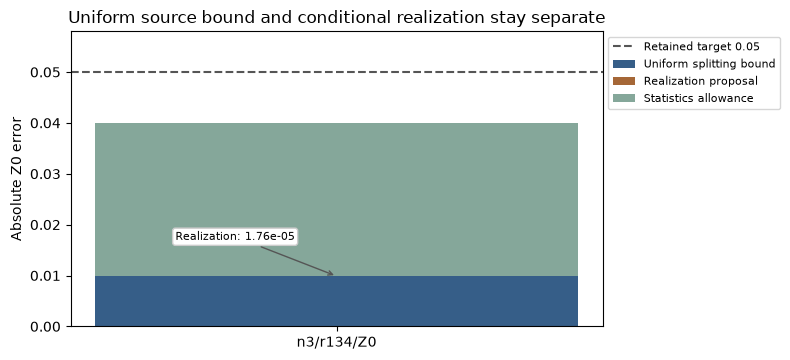 Uniform source bound and conditional realization stay separate
Retained target 0.05
Uniform splitting bound
Realization proposal
Statistics allowance
Absolute Z0 error
0.05
0.04
0.03
0.02
0.01
0.00
Realization: 1.76e-05
n3/r134/Z0